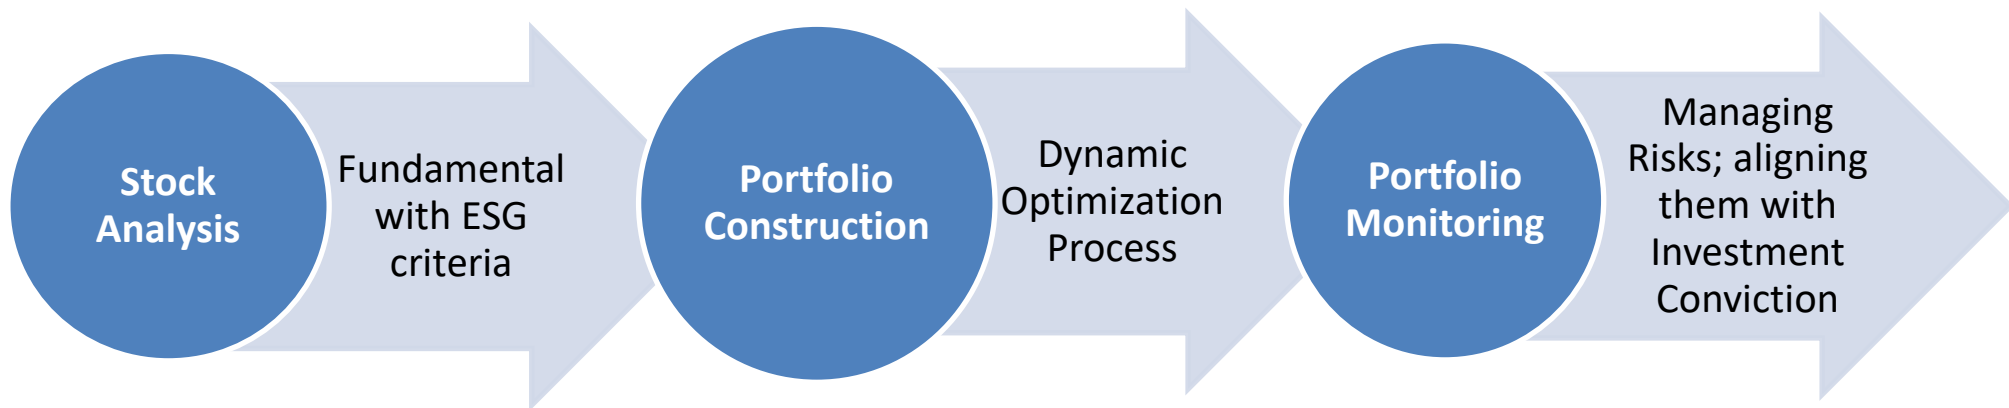 Stock
Analysis
Fundamental
with ESG
criteria
Portfolio
Construction
Dynamic
Optimization
Process
Portfolio
Monitoring
Managing
Risks; aligning
them with
Investment
Conviction